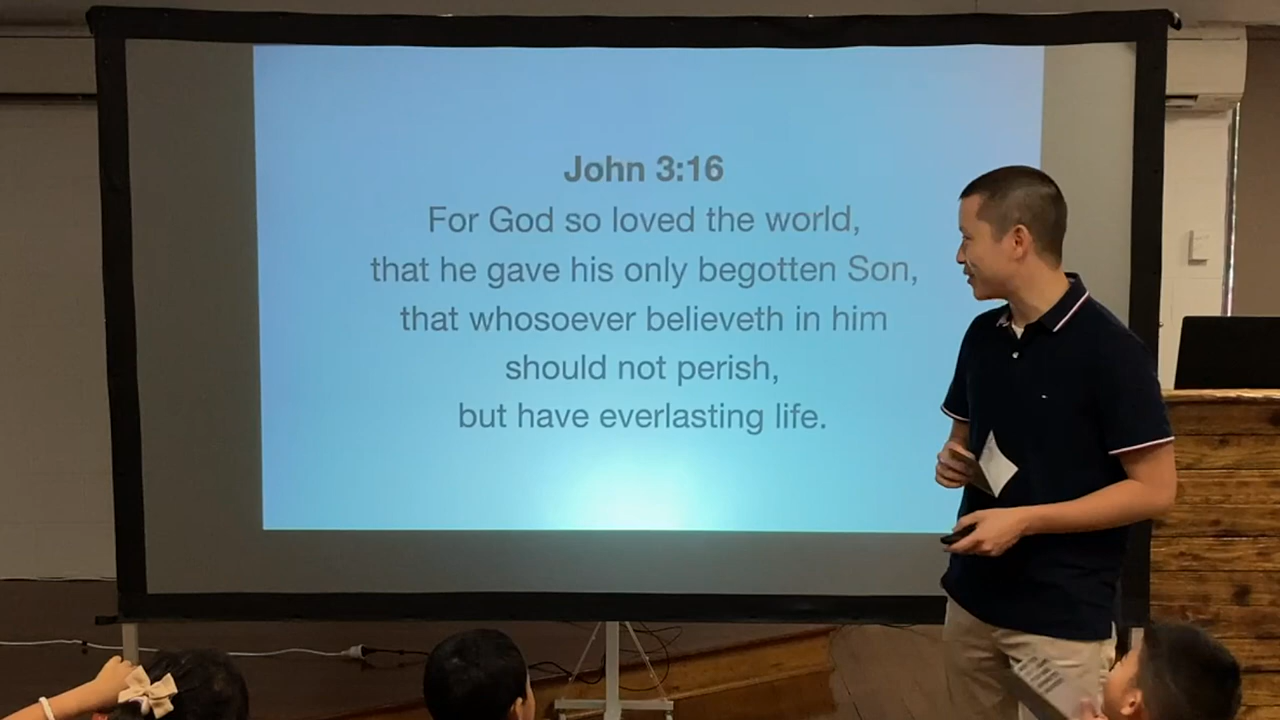 John 3:16
For God so loved the world,
that he gave his only begotten Son,
that whosoever believeth in him
should not perish,
but have everlasting life.